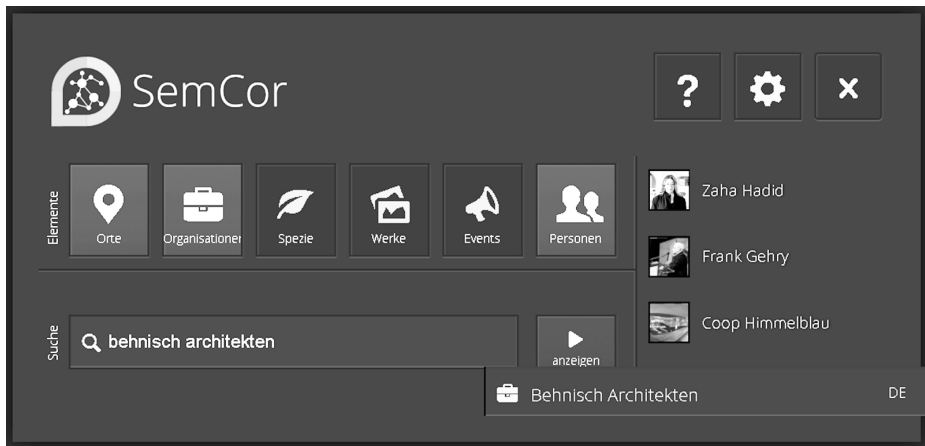 SemCor
?
Elemente
Orte
Organisationen
Spezie
Werke
Events
Personen
Zaha Hadid
Frank Gehry
Coop Himmelblau
Suche
behnisch architekten
anzeigen
Behnisch Architekten DE